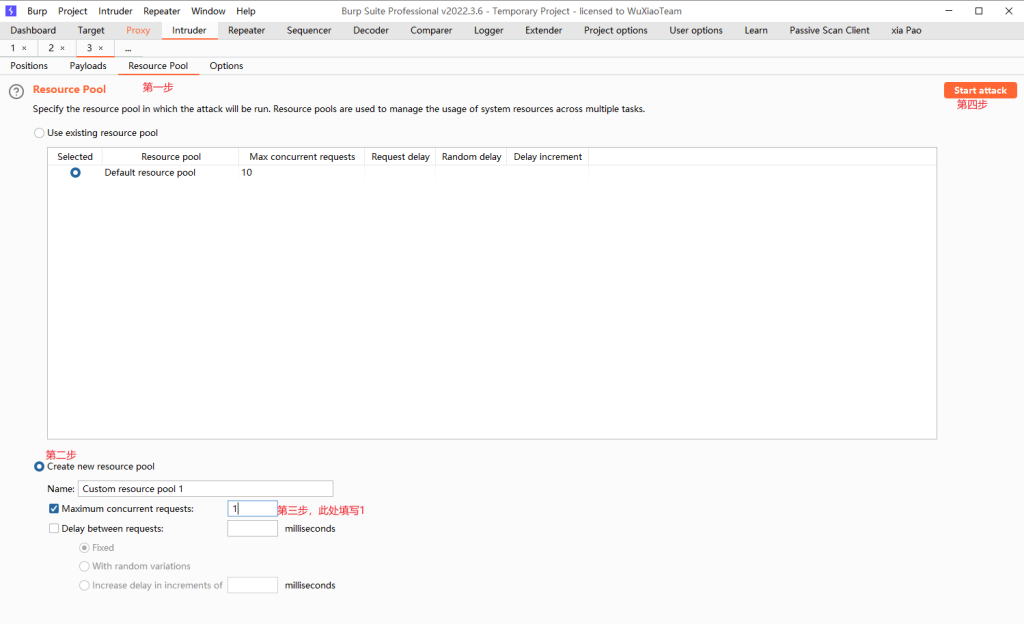 Burp Project Intruder Repeater Window Help Burp Suite Professional v2022.3.6 - Temporary Project - licensed to WuXiaoTeam
Dashboard Target Proxy Intruder Repeater Sequencer Decoder Comparer Logger Extender Project options User options Learn Passive Scan Client xia Pao
1 × 2 × 3 × ...
Positions Payloads Resource Pool Options
? Resource Pool 第一步 Start attack
第四步
Specify the resource pool in which the attack will be run. Resource pools are used to manage the usage of system resources across multiple tasks.
Use existing resource pool
Selected Resource pool Max concurrent requests Request delay Random delay Delay increment
Default resource pool 10
第二步
Create new resource pool
Name: Custom resource pool 1
Maximum concurrent requests: 1 第三步，此处填写1
Delay between requests: milliseconds
Fixed
With random variations
Increase delay in increments of milliseconds